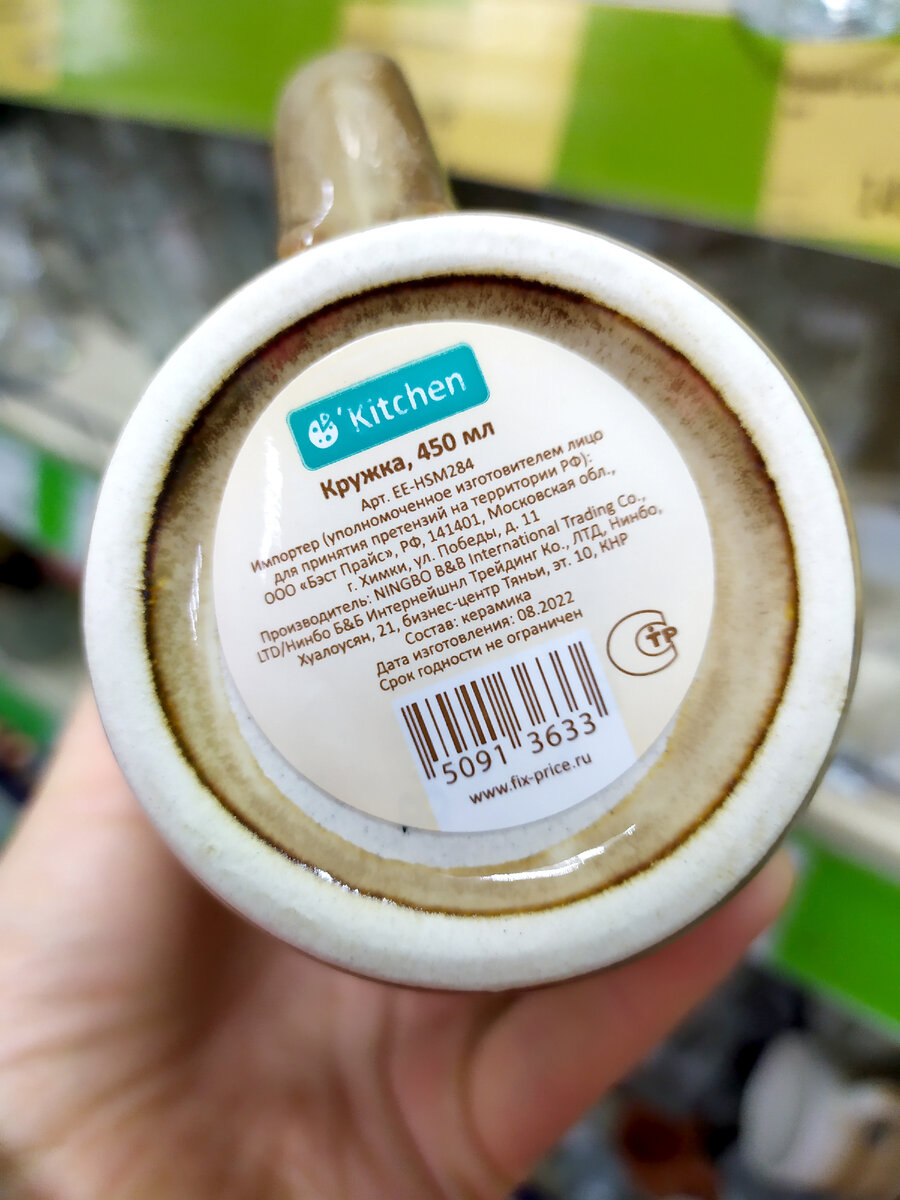 Kitchen
Кружка, 450 мл
Арт. EE-HSM284
Импортер (уполномоченное изготовителем лицо
для принятия претензий на территории РФ):
ООО «Бэст Прайс», РФ, 141401, Московская обл.,
г. Химки, ул. Победы, д. 11
Производитель: NINGBO B&B International Trading Co.,
LTD/Нинбо Б&Б Интернейшнл Трейдинг Ко., ЛТД, Нинбо,
Хуалоусян, 21, бизнес-центр Тяньи, эт. 10, КНР
Состав: керамика
Дата изготовления: 08.2022
Срок годности не ограничен
СТР
5091 3633
www.fix-price.ru